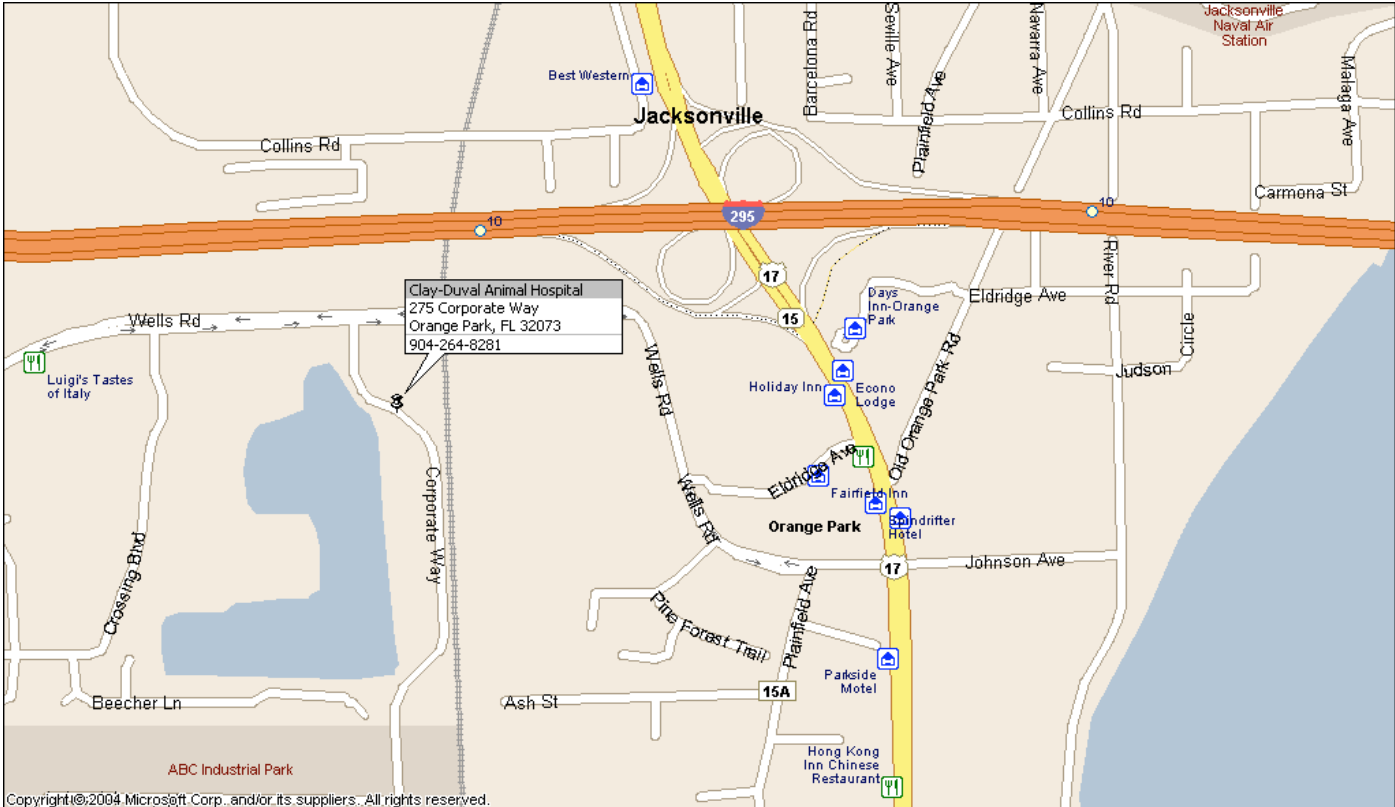 Jacksonville
Naval Air
Station
Barcelona Rd
Seville Ave
Navarra Ave
Malaga Ave
Plainfield Ave
Best Western
Jacksonville
Collins Rd
Collins Rd
Carmona St
10
295
10
17
15
River Rd
Clay-Duval Animal Hospital
275 Corporate Way
Orange Park, FL 32073
904-264-8281
Days
Inn-Orange
Park
Eldridge Ave
Circle
Wells Rd
Luigi's Tastes
of Italy
Wells Rd
Holiday Inn
Econo
Lodge
Old Orange Park Rd
Judson
Corporate Way
Eldridge Ave
Fairfield Inn
Wells Rd
Orange Park
Spindrifter
Hotel
17
Johnson Ave
Crossing Blvd
Pine Forest Trail
Plainfield Ave
Parkside
Motel
15A
Beecher Ln
Ash St
ABC Industrial Park
Hong Kong
Inn Chinese
Restaurant
Copyright © 2004 Microsoft Corp. and/or its suppliers. All rights reserved.